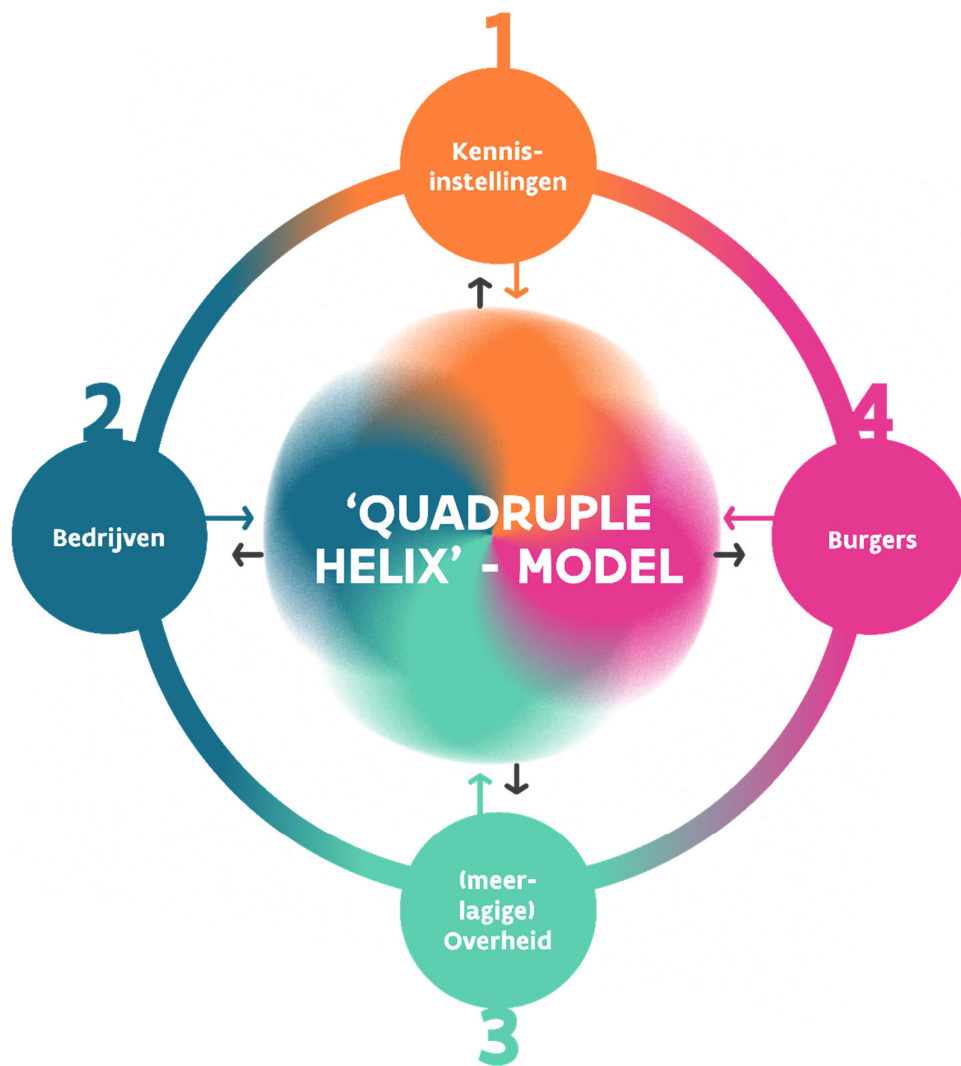 1
Kennis-
instellingen
2
Bedrijven
4
Burgers
‘QUADRUPLE
HELIX’ - MODEL
(meer-
lagige)
Overheid
3